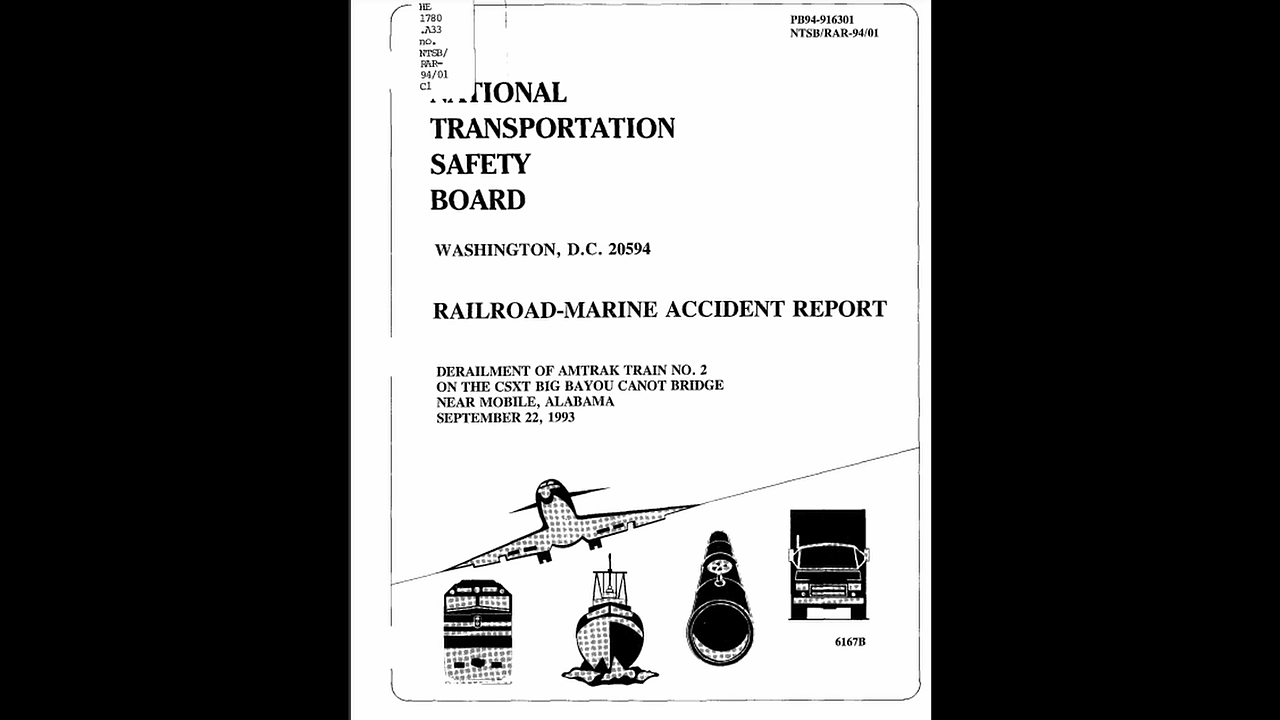 HE
1780
.A33
no.
NTSB/
RAR-
94/01
C1
PB94-916301
NTSB/RAR-94/01
NATIONAL
TRANSPORTATION
SAFETY
BOARD
WASHINGTON, D.C. 20594
RAILROAD-MARINE ACCIDENT REPORT
DERAILMENT OF AMTRAK TRAIN NO. 2
ON THE CSXT BIG BAYOU CANOT BRIDGE
NEAR MOBILE, ALABAMA
SEPTEMBER 22, 1993
6167B